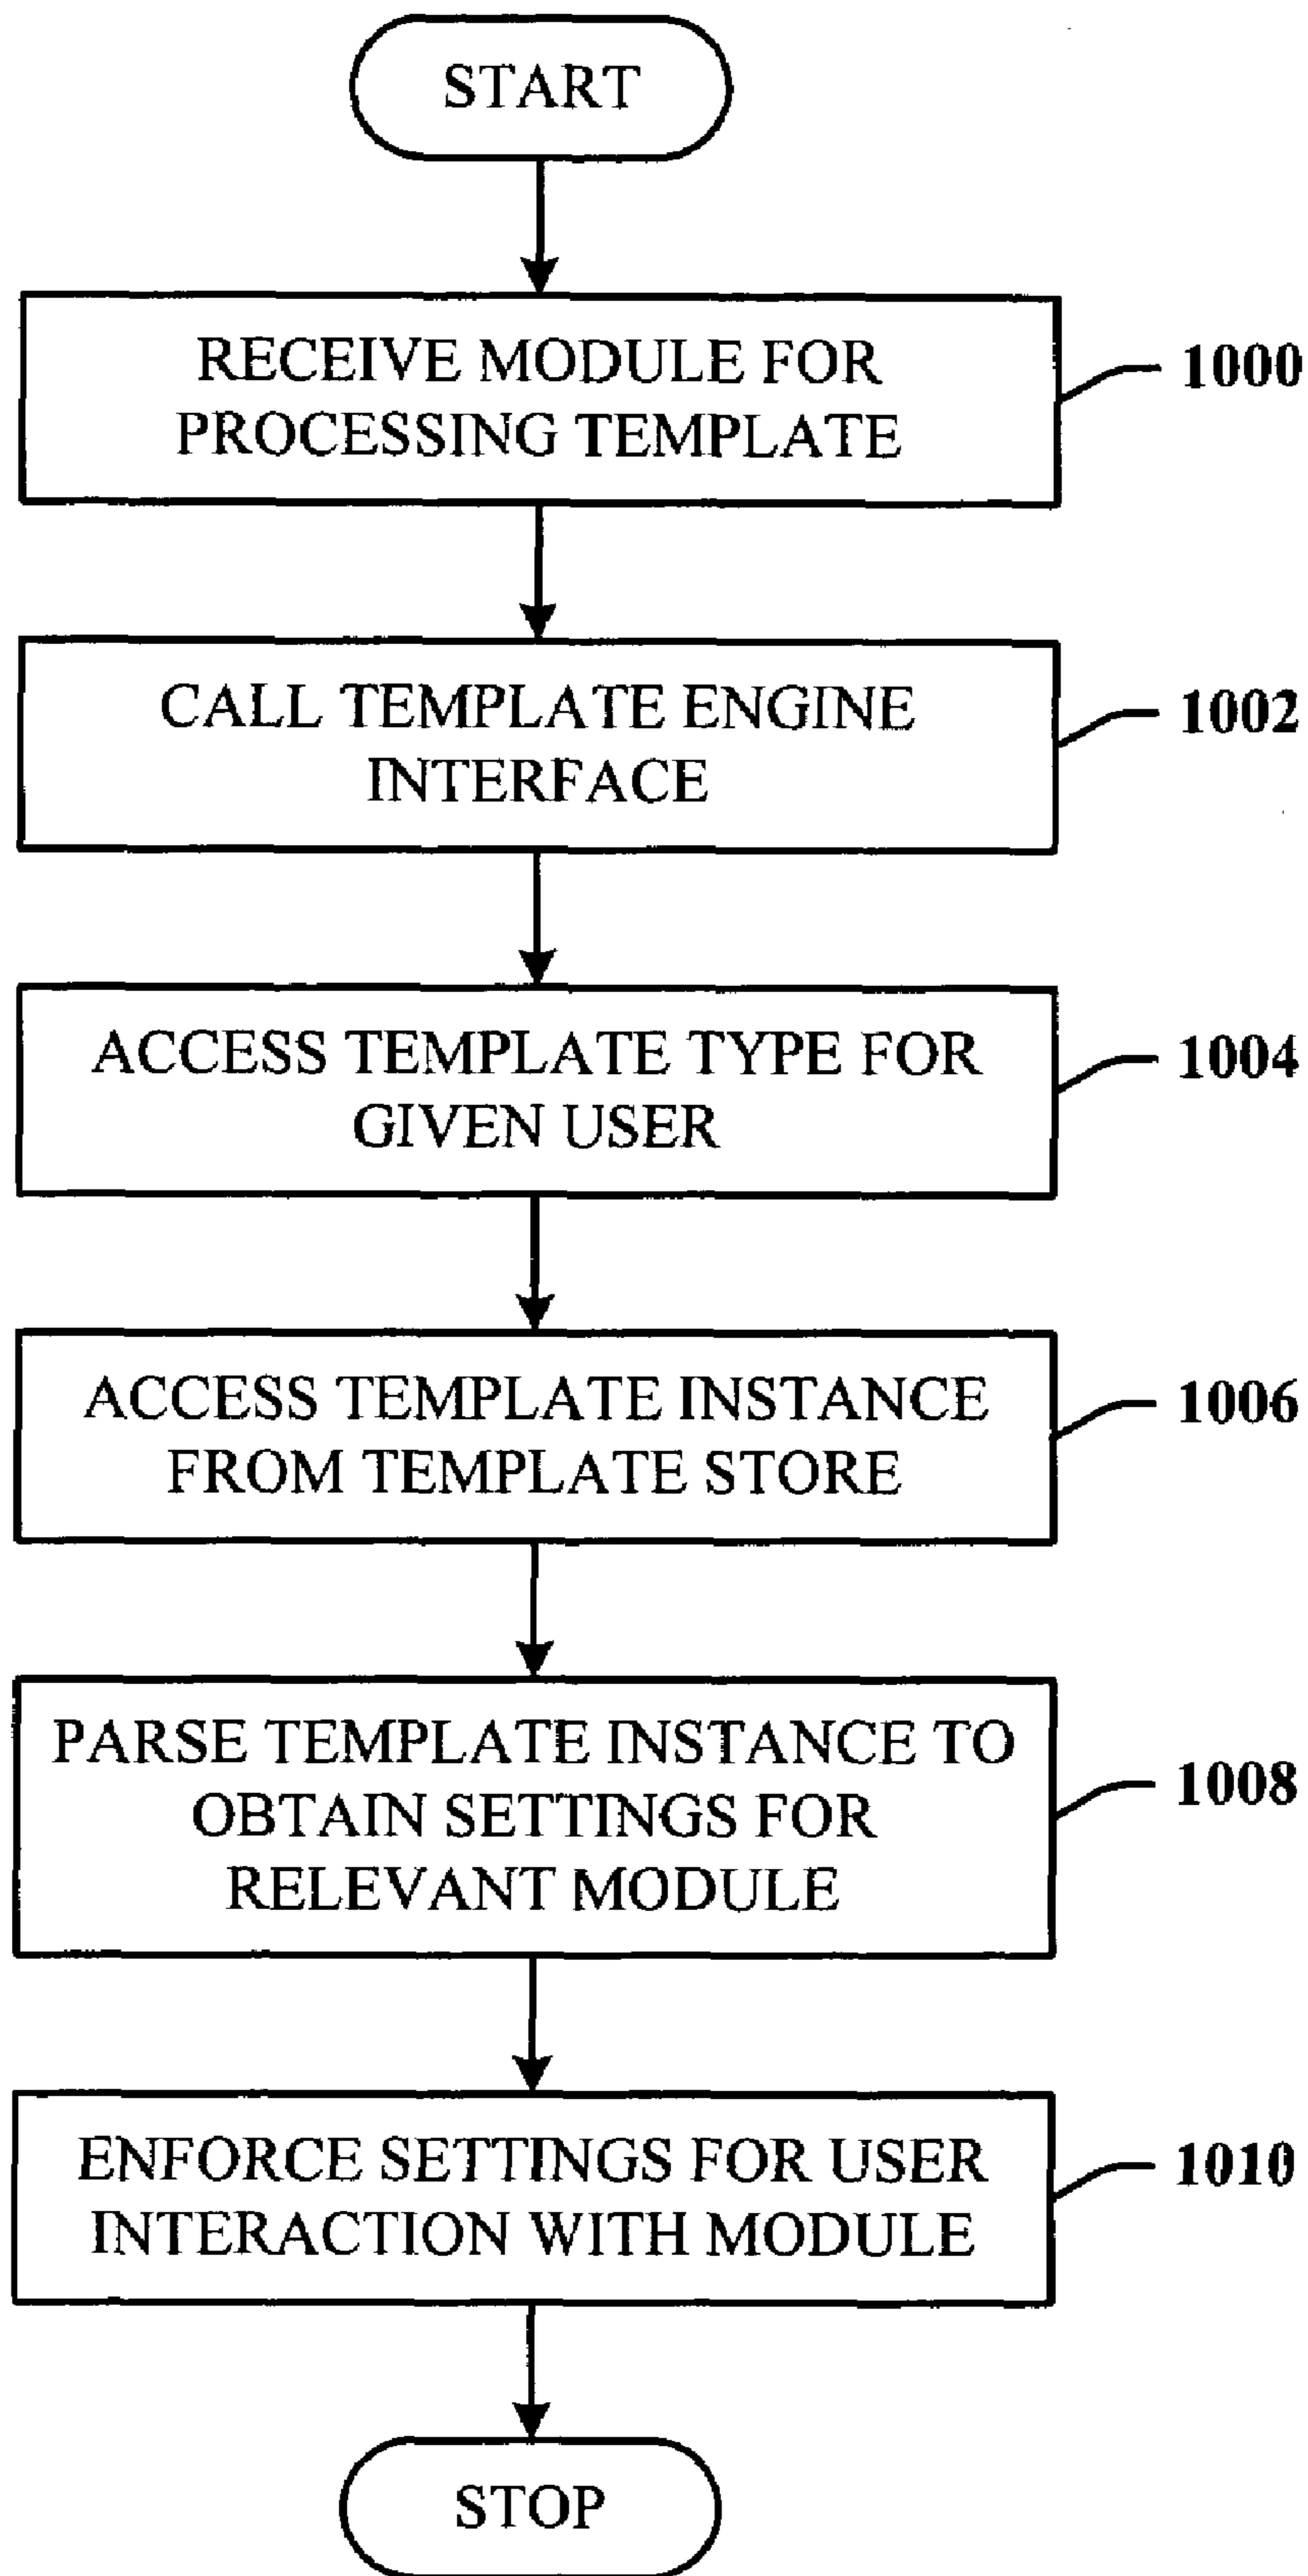 START
RECEIVE MODULE FOR
PROCESSING TEMPLATE
1000
CALL TEMPLATE ENGINE
INTERFACE
1002
ACCESS TEMPLATE TYPE FOR
GIVEN USER
1004
ACCESS TEMPLATE INSTANCE
FROM TEMPLATE STORE
1006
PARSE TEMPLATE INSTANCE TO
OBTAIN SETTINGS FOR
RELEVANT MODULE
1008
ENFORCE SETTINGS FOR USER
INTERACTION WITH MODULE
1010
STOP